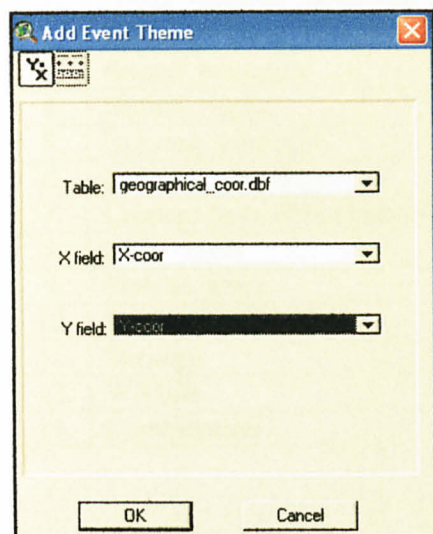 Add Event Theme
Table: geographical_coor.dbf
X field: X-coor
Y field: Y-coor
OK Cancel